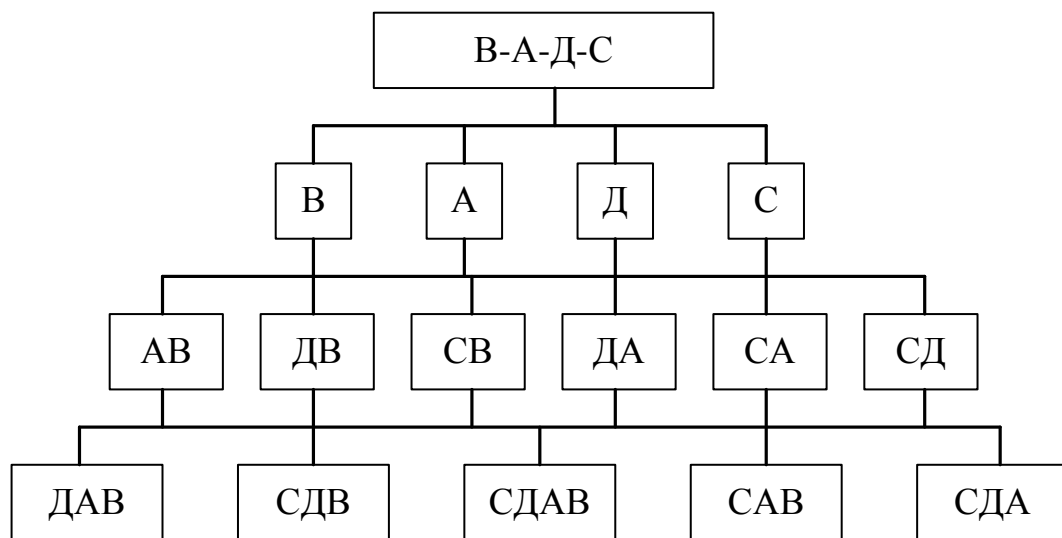 В-А-Д-С
В А Д С
АВ ДВ СВ ДА СА СД
ДАВ СДВ СДАВ САВ СДА